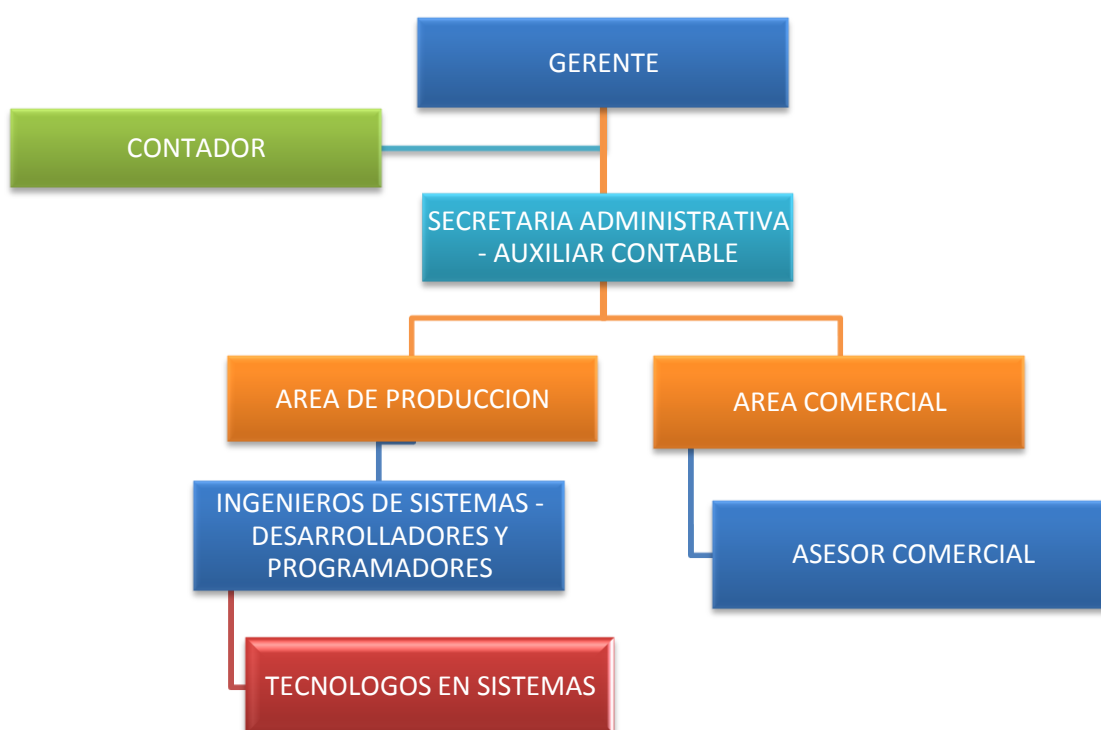 GERENTE
CONTADOR
SECRETARIA ADMINISTRATIVA
- AUXILIAR CONTABLE
AREA DE PRODUCCION
AREA COMERCIAL
INGENIEROS DE SISTEMAS -
DESARROLLADORES Y
PROGRAMADORES
ASESOR COMERCIAL
TECNOLOGOS EN SISTEMAS